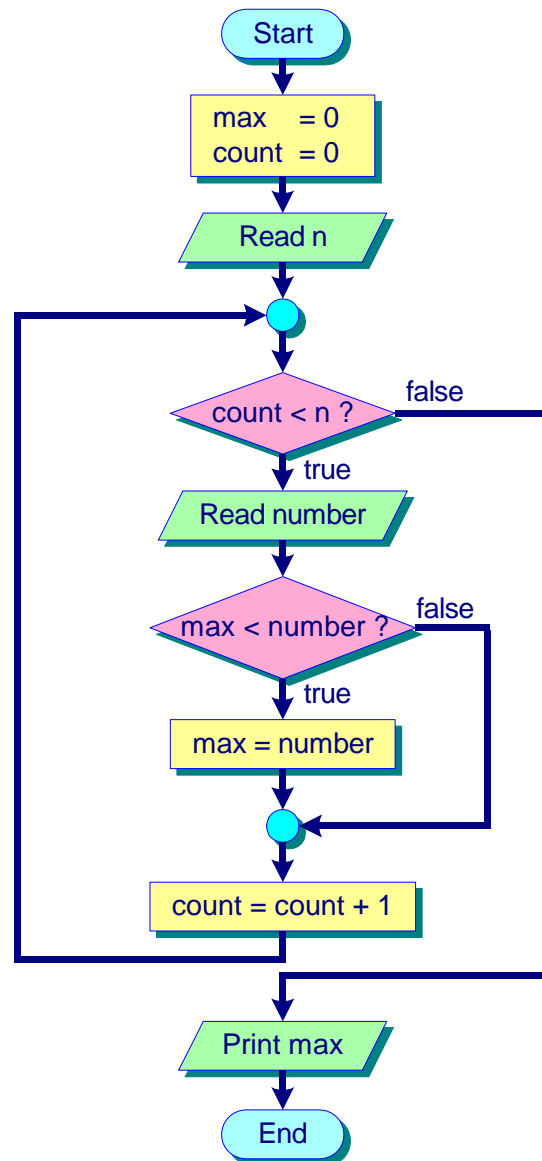 Start
max = 0
count = 0
Read n
count < n ?
false
true
Read number
max < number ?
false
true
max = number
count = count + 1
Print max
End